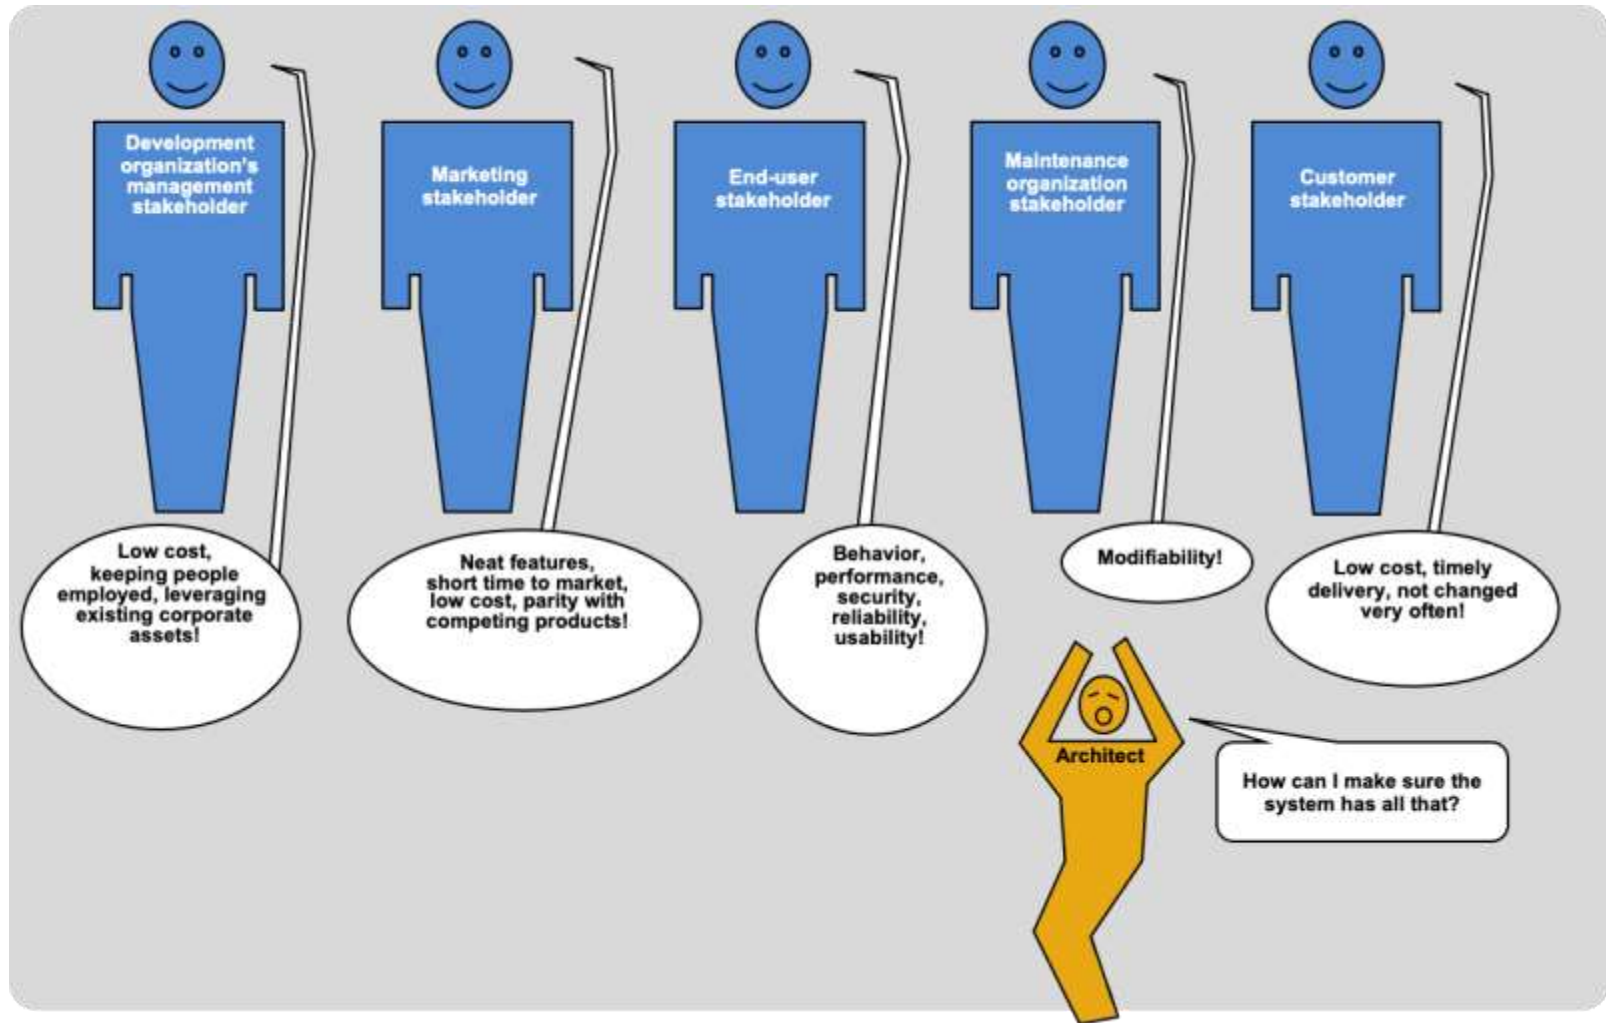 Development
organization's
management
stakeholder
Marketing
stakeholder
End-user
stakeholder
Maintenance
organization
stakeholder
Customer
stakeholder
Low cost,
keeping people
employed, leveraging
existing corporate
assets!
Neat features,
short time to market,
low cost, parity with
competing products!
Behavior,
performance,
security,
reliability,
usability!
Modifiability!
Low cost, timely
delivery, not changed
very often!
Architect
How can I make sure the
system has all that?